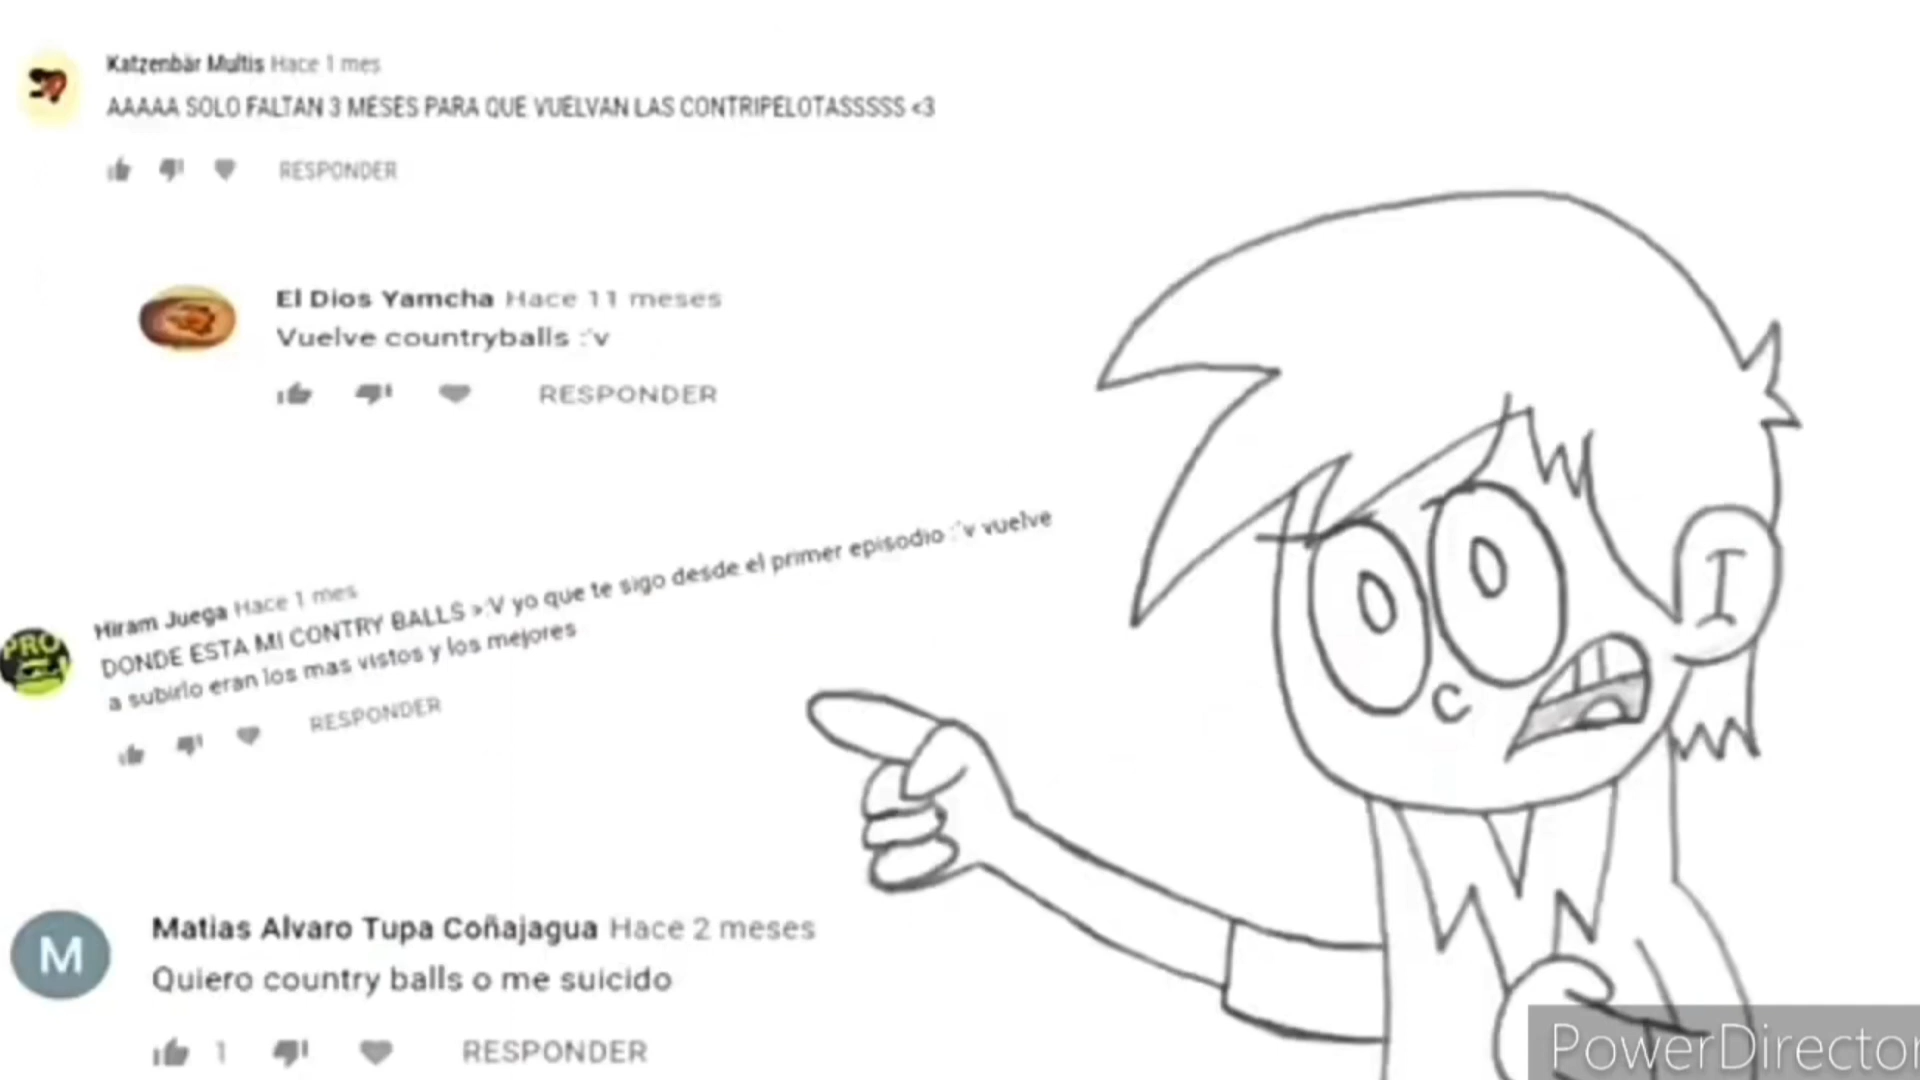 Katzenbär Multis Hace 1 mes
AAAAA SOLO FALTAN 3 MESES PARA QUE VUELVAN LAS CONTRIPELOTASSSSS <3
RESPONDER
El Dios Yamcha Hace 11 meses
Vuelve countryballs :'v
RESPONDER
Hiram Juega Hace 1 mes
DONDE ESTA MI CONTRY BALLS >:V yo que te sigo desde el primer episodio :'v vuelve
a subirlo eran los mas vistos y los mejores
RESPONDER
PRO
Matias Alvaro Tupa Coñajagua Hace 2 meses
M
Quiero country balls o me suicido
1 RESPONDER
PowerDirector